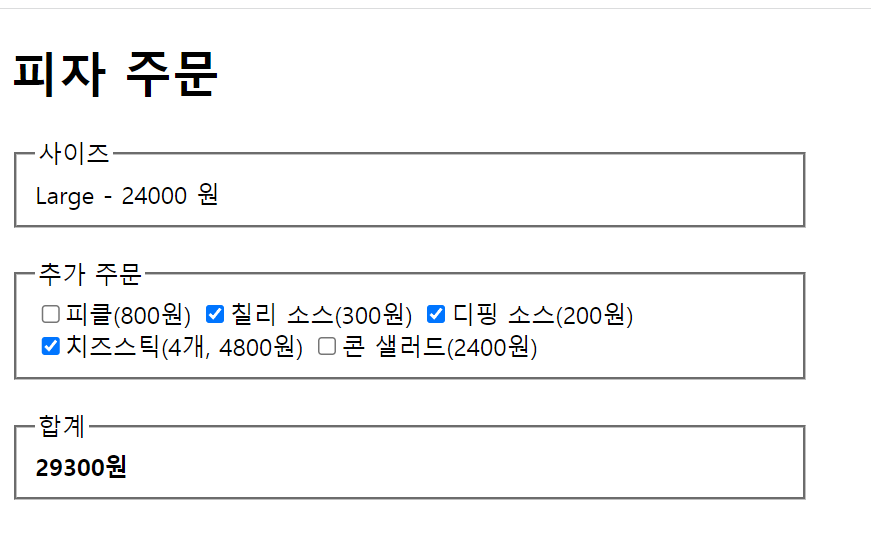 피자 주문
사이즈
Large - 24000 원
추가 주문
피클(800원) 칠리 소스(300원) 디핑 소스(200원)
치즈스틱(4개, 4800원) 콘 샐러드(2400원)
합계
29300원